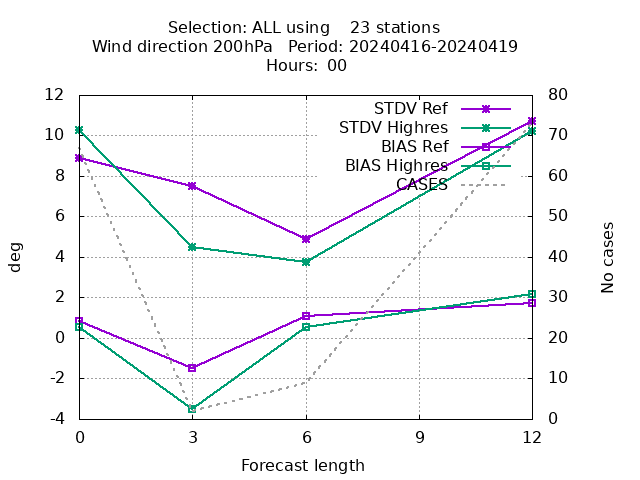 Selection: ALL using    23 stations
Wind direction 200hPa   Period: 20240416-20240419
Hours: 00
12
10
8
6
4
2
0
-2
-4
80
70
60
50
40
30
20
10
0
STDV Ref
STDV Highres
BIAS Ref
BIAS Highres
CASES
deg
No cases
0 3 6 9 12
Forecast length